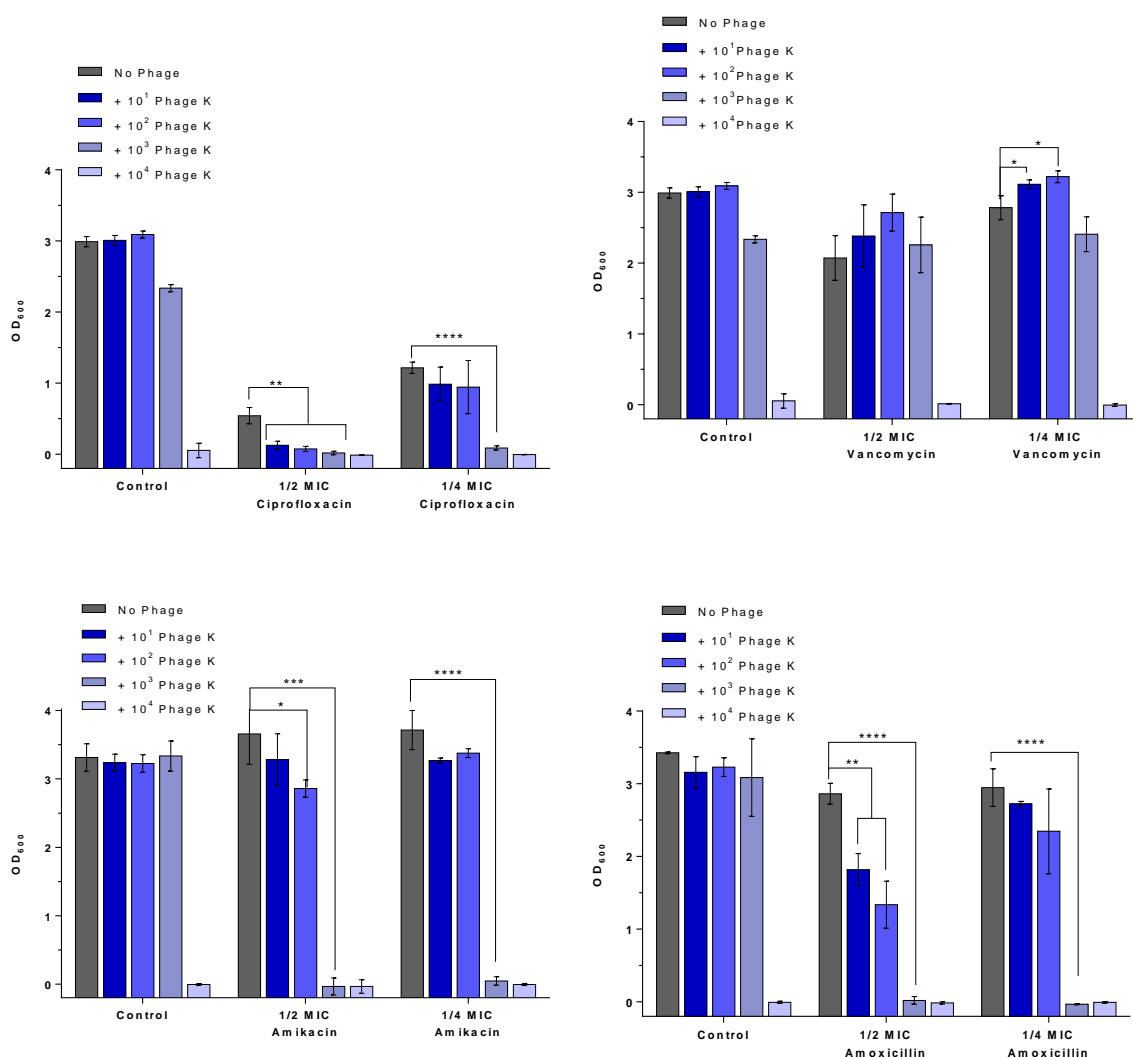 No Phage
+ 10¹ Phage K
+ 10² Phage K
+ 10³ Phage K
+ 10⁴ Phage K
4
3
2
1
0
OD₆₀₀
**
****
Control
1/2 MIC
Ciprofloxacin
1/4 MIC
Ciprofloxacin
No Phage
+ 10¹ Phage K
+ 10² Phage K
+ 10³ Phage K
+ 10⁴ Phage K
4
3
2
1
0
OD₆₀₀
*
*
Control
1/2 MIC
Vancomycin
1/4 MIC
Vancomycin
No Phage
+ 10¹ Phage K
+ 10² Phage K
+ 10³ Phage K
+ 10⁴ Phage K
4
3
2
1
0
OD₆₀₀
***
*
****
Control
1/2 MIC
Amikacin
1/4 MIC
Amikacin
No Phage
+ 10¹ Phage K
+ 10² Phage K
+ 10³ Phage K
+ 10⁴ Phage K
4
3
2
1
0
OD₆₀₀
****
**
****
Control
1/2 MIC
Amoxicillin
1/4 MIC
Amoxicillin